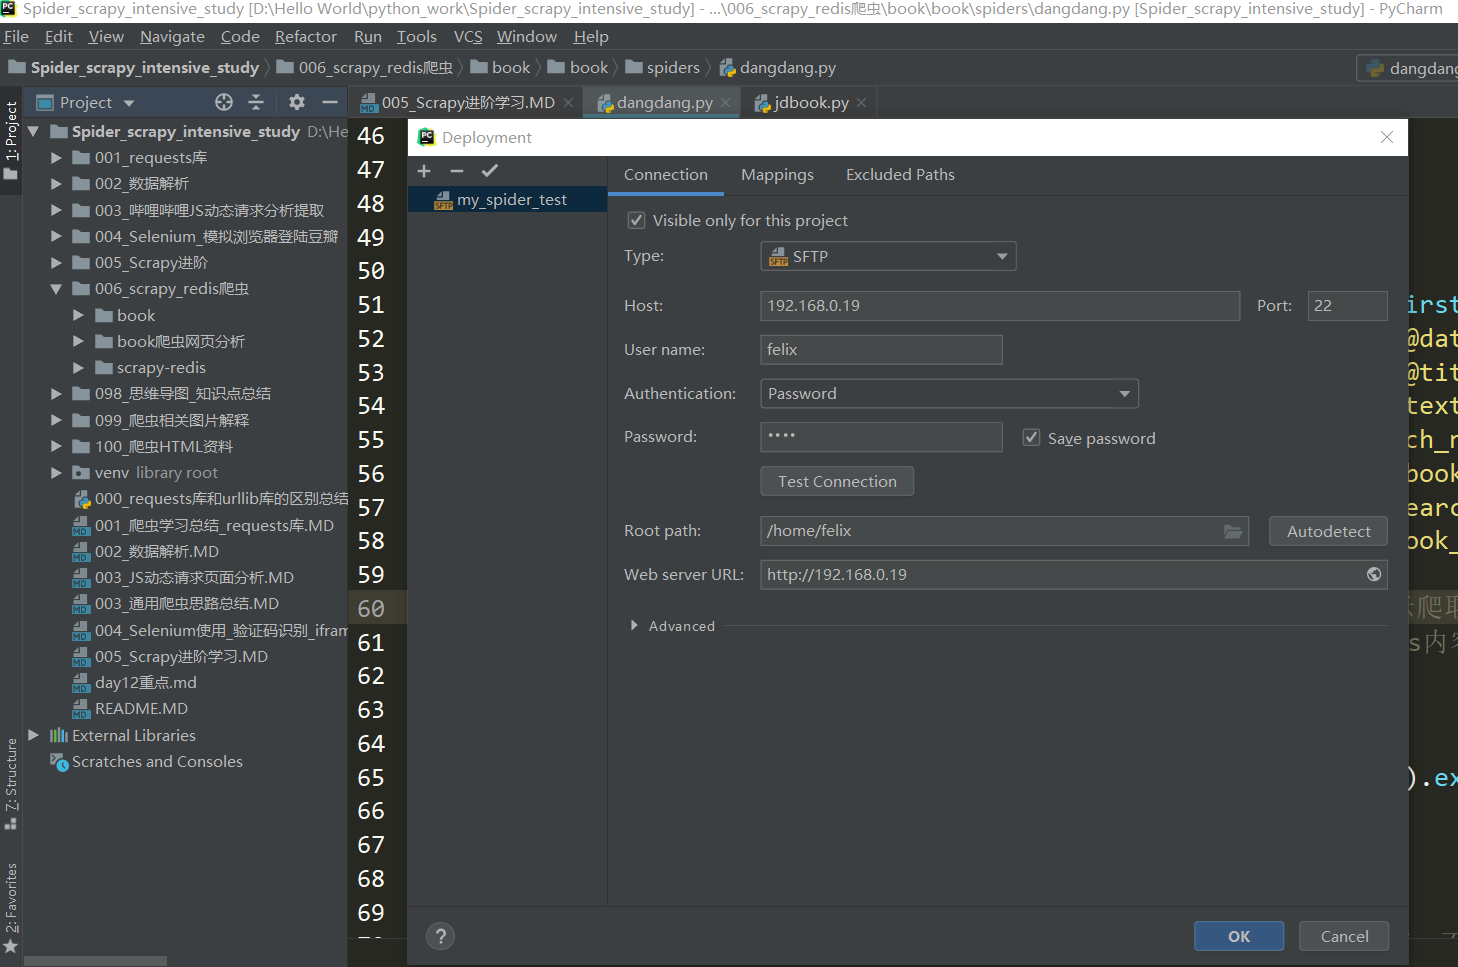 Spider_scrapy_intensive_study [D:\Hello World\python_work\Spider_scrapy_intensive_study] - ...\006_scrapy_redis爬虫\book\book\spiders\dangdang.py [Spider_scrapy_intensive_study] - PyCharm
File Edit View Navigate Code Refactor Run Tools VCS Window Help
Spider_scrapy_intensive_study 006_scrapy_redis爬虫 book book spiders dangdang.py dangdang
Project
005_Scrapy进阶学习.MD dangdang.py jdbook.py
1: Project
7: Structure
2: Favorites
Spider_scrapy_intensive_study D:\He
001_requests库
002_数据解析
003_哔哩哔哩JS动态请求分析提取
004_Selenium_模拟浏览器登陆豆瓣
005_Scrapy进阶
006_scrapy_redis爬虫
book
book爬虫网页分析
scrapy-redis
098_思维导图_知识点总结
099_爬虫相关图片解释
100_爬虫HTML资料
venv library root
000_requests库和urllib库的区别总结
001_爬虫学习总结_requests库.MD
002_数据解析.MD
003_JS动态请求页面分析.MD
003_通用爬虫思路总结.MD
004_Selenium使用_验证码识别_ifram
005_Scrapy进阶学习.MD
day12重点.md
README.MD
External Libraries
Scratches and Consoles
46
47
48
49
50
51
52
53
54
55
56
57
58
59
60
61
62
63
64
65
66
67
68
69
Deployment
my_spider_test
Connection Mappings Excluded Paths
Visible only for this project
Type: SFTP
Host: 192.168.0.19 Port: 22
User name: felix
Authentication: Password
Password: •••• Save password
Test Connection
Root path: /home/felix Autodetect
Web server URL: http://192.168.0.19
Advanced
? OK Cancel
irst
@dat
@tit
text
ch_r
book
earc
ook_
爬取
s内容
).ex